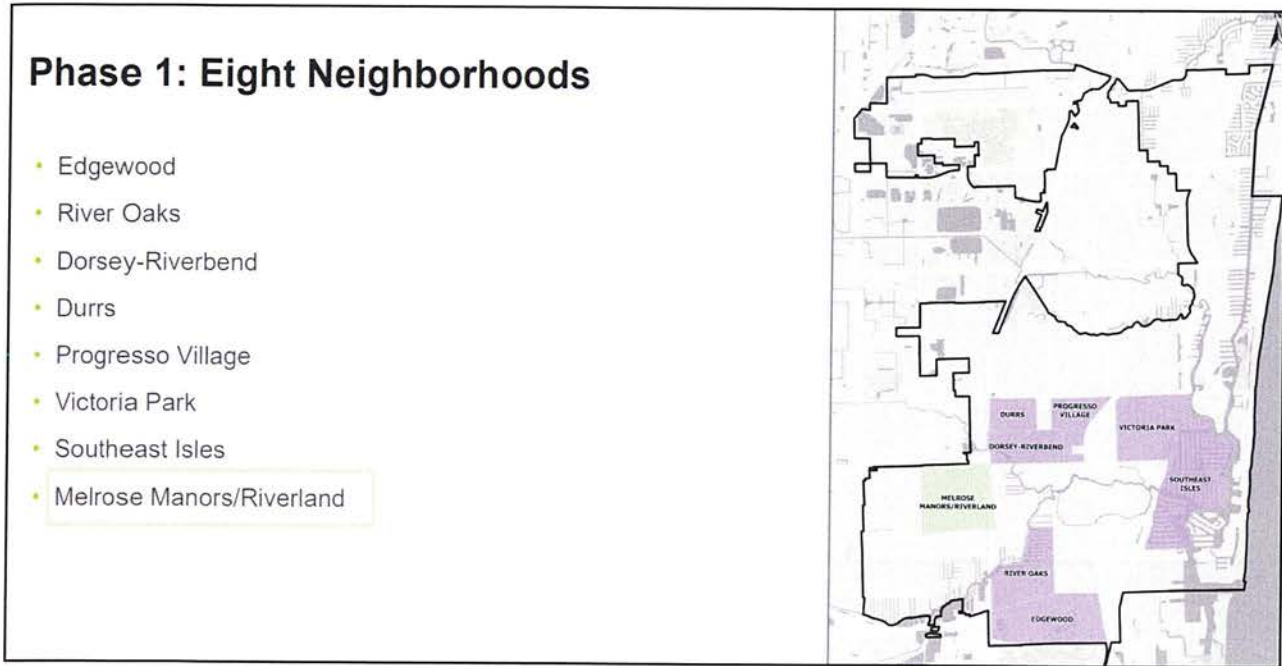 Phase 1: Eight Neighborhoods
• Edgewood
• River Oaks
• Dorsey-Riverbend
• Durrs
• Progresso Village
• Victoria Park
• Southeast Isles
• Melrose Manors/Riverland
DURRS
PROGRESSO
VILLAGE
VICTORIA PARK
DORSEY-RIVERBEND
SOUTHEAST
ISLES
MELROSE
MANORS/RIVERLAND
RIVER OAKS
EDGEWOOD